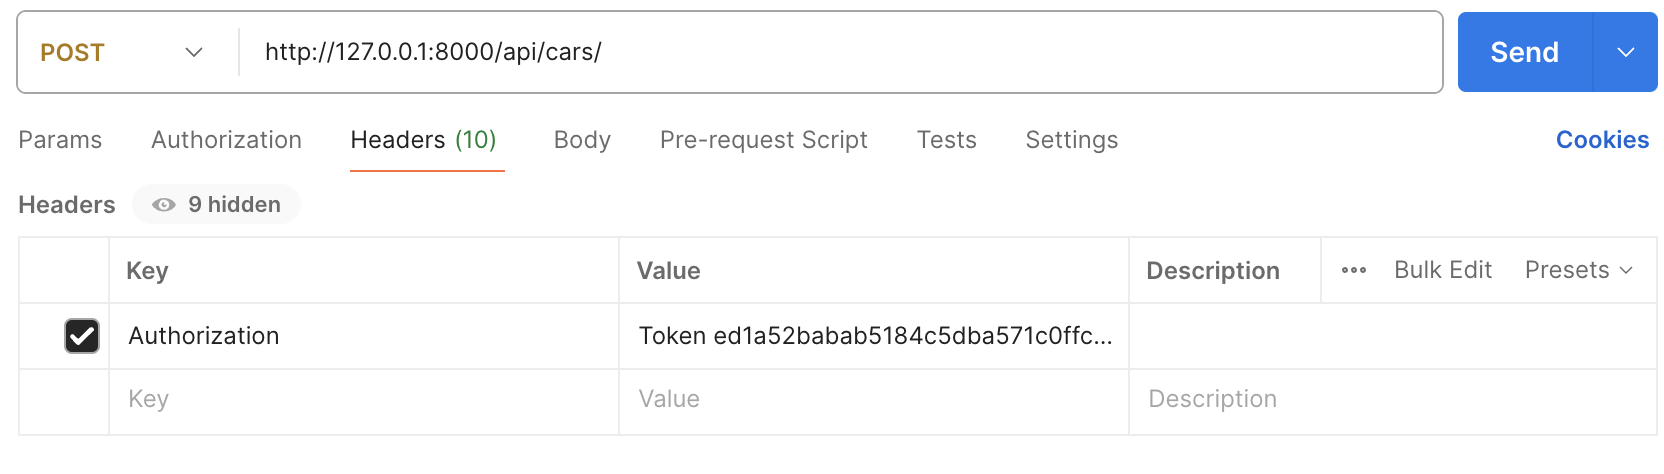 POST http://127.0.0.1:8000/api/cars/ Send
Params Authorization Headers (10) Body Pre-request Script Tests Settings Cookies
Headers 9 hidden
Key Value Description ••• Bulk Edit Presets
Authorization Token ed1a52babab5184c5dba571c0ffc...
Key Value Description